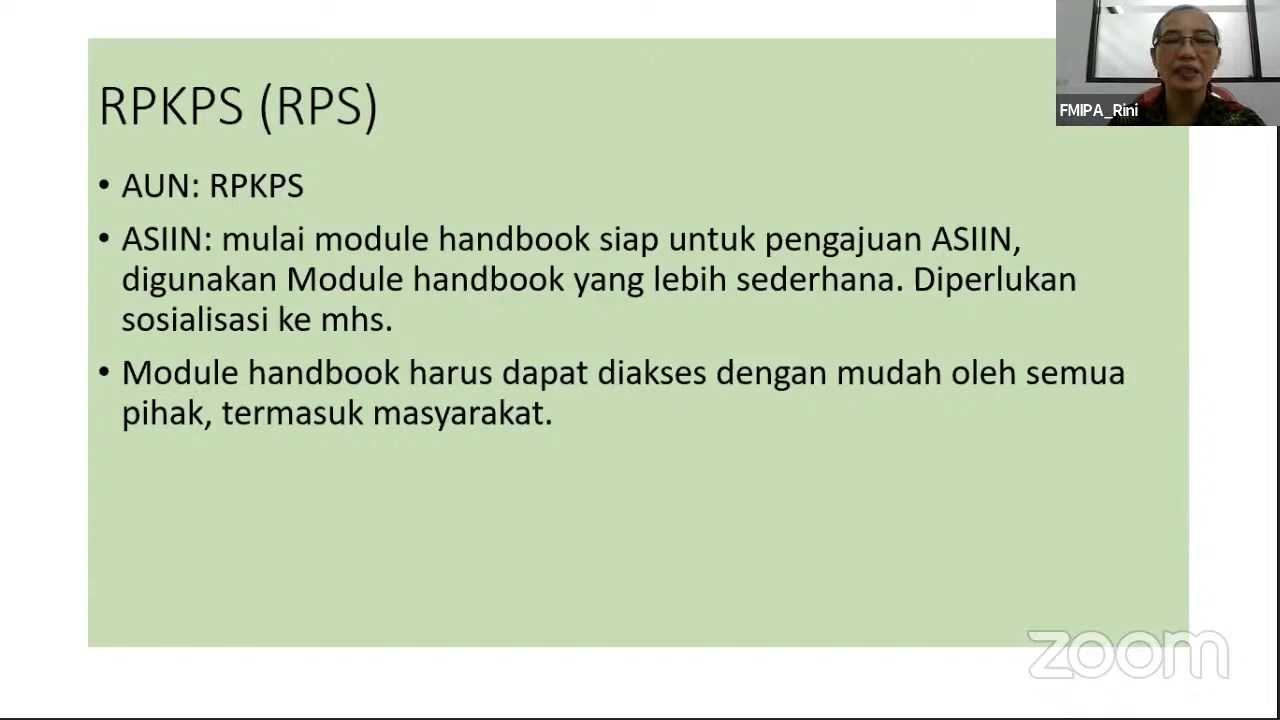 FMIPA_Rini
RPKPS (RPS)
• AUN: RPKPS
• ASIIN: mulai module handbook siap untuk pengajuan ASIIN,
digunakan Module handbook yang lebih sederhana. Diperlukan
sosialisasi ke mhs.
• Module handbook harus dapat diakses dengan mudah oleh semua
pihak, termasuk masyarakat.
zoom